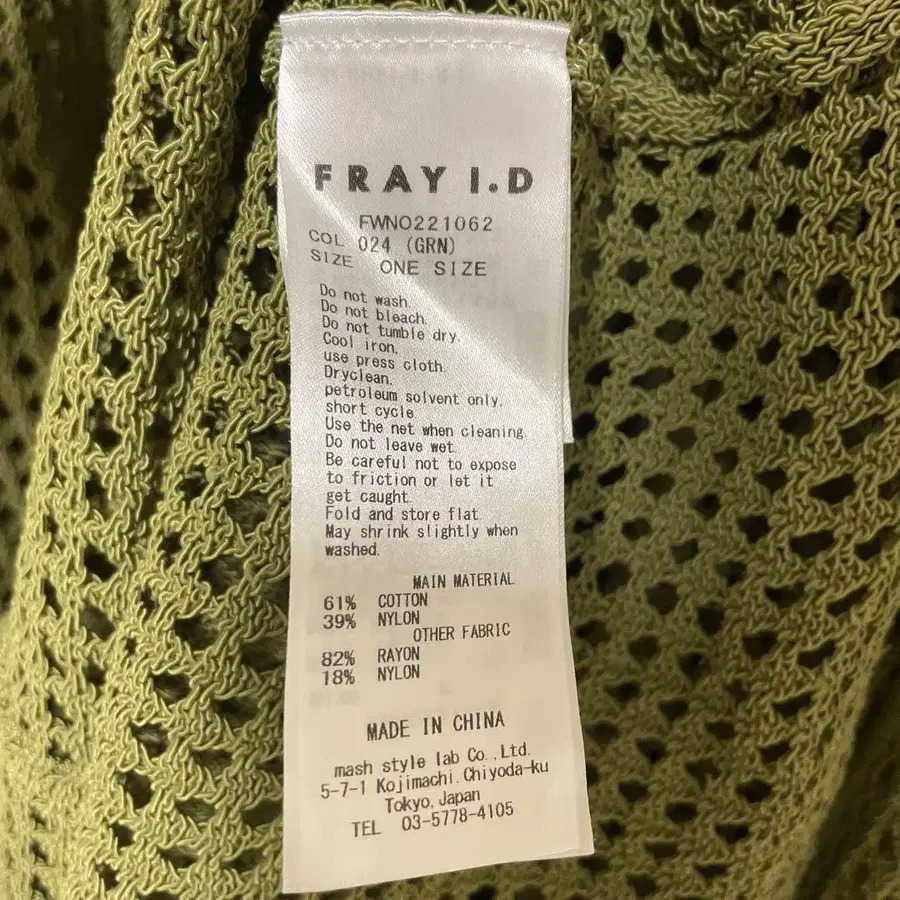 FRAY I.D
FWNO221062
COL 024 (GRN)
SIZE ONE SIZE
Do not wash.
Do not bleach.
Do not tumble dry.
Cool iron,
use press cloth.
Dryclean,
petroleum solvent only.
short cycle.
Use the net when cleaning.
Do not leave wet.
Be careful not to expose
to friction or let it
get caught.
Fold and store flat.
May shrink slightly when
washed.
MAIN MATERIAL
61% COTTON
39% NYLON
OTHER FABRIC
82% RAYON
18% NYLON
MADE IN CHINA
mash style lab Co.,Ltd.
5-7-1 Kojimachi.Chiyoda-ku
Tokyo,Japan
TEL 03-5778-4105